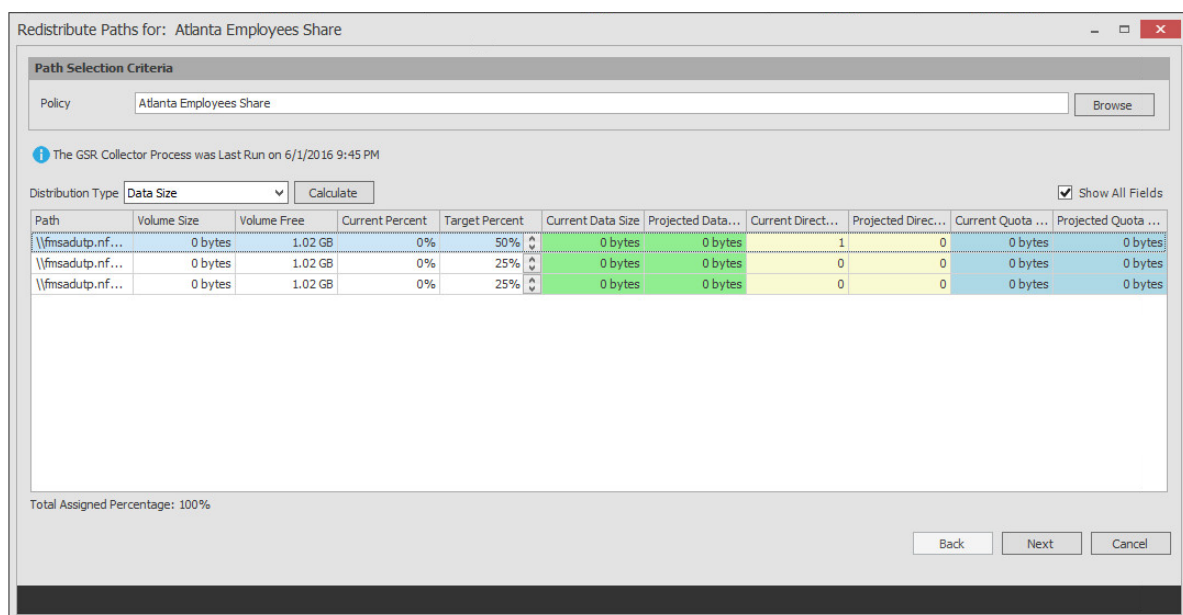 Redistribute Paths for: Atlanta Employees Share
Path Selection Criteria
Policy Atlanta Employees Share Browse
The GSR Collector Process was Last Run on 6/1/2016 9:45 PM
Distribution Type Data Size Calculate Show All Fields
Path Volume Size Volume Free Current Percent Target Percent Current Data Size Projected Data... Current Direct... Projected Direc... Current Quota ... Projected Quota ...
\\fmsadutp.nf... 0 bytes 1.02 GB 0% 50% 0 bytes 0 bytes 1 0 0 bytes 0 bytes
\\fmsadutp.nf... 0 bytes 1.02 GB 0% 25% 0 bytes 0 bytes 0 0 0 bytes 0 bytes
\\fmsadutp.nf... 0 bytes 1.02 GB 0% 25% 0 bytes 0 bytes 0 0 0 bytes 0 bytes
Total Assigned Percentage: 100%
Back Next Cancel